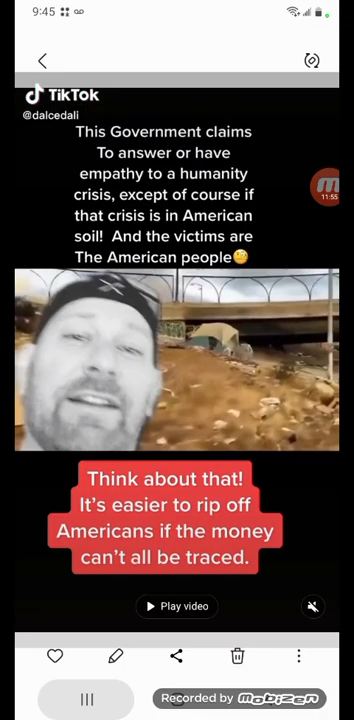 9:45
TikTok
@dalcedali
This Government claims
To answer or have
empathy to a humanity
crisis, except of course if
that crisis is in American
soil! And the victims are
The American people🧐
11:55
Think about that!
It's easier to rip off
Americans if the money
can't all be traced.
Play video
Recorded by mobizen